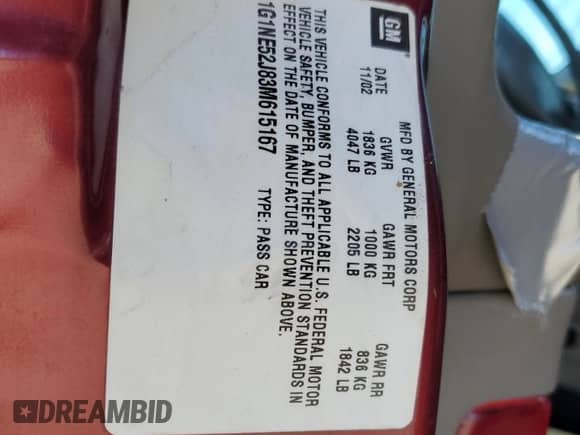 GM
MFD BY GENERAL MOTORS CORP
DATE GVWR GAWR FRT GAWR RR
11/02 1836 KG 1000 KG 836 KG
4047 LB 2205 LB 1842 LB
THIS VEHICLE CONFORMS TO ALL APPLICABLE U.S. FEDERAL MOTOR
VEHICLE SAFETY, BUMPER, AND THEFT PREVENTION STANDARDS IN
EFFECT ON THE DATE OF MANUFACTURE SHOWN ABOVE.
1G1NE52J83M615167 TYPE: PASS CAR
DREAMBID